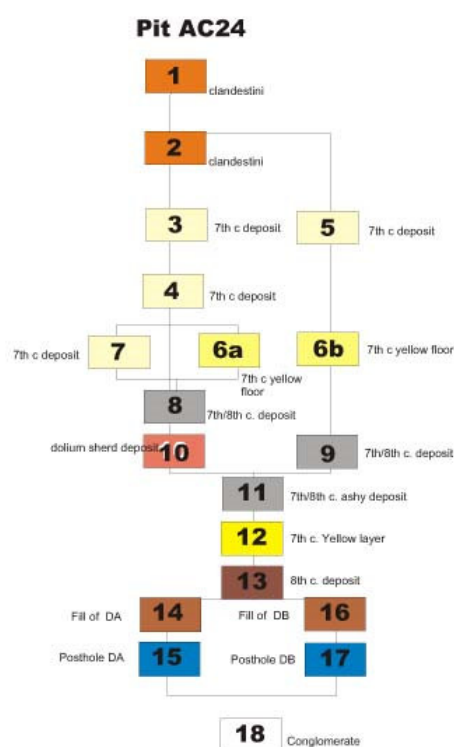 Pit AC24
1
clandestini
2
clandestini
3
7th c deposit
5
7th c deposit
4
7th c deposit
7th c deposit
7
6a
7th c yellow
floor
6b
7th c yellow floor
8
7th/8th c. deposit
dolium sherd deposit
10
9
7th/8th c. deposit
11
7th/8th c. ashy deposit
12
7th c. Yellow layer
13
8th c. deposit
Fill of DA
14
Fill of DB
16
Posthole DA
15
Posthole DB
17
18
Conglomerate